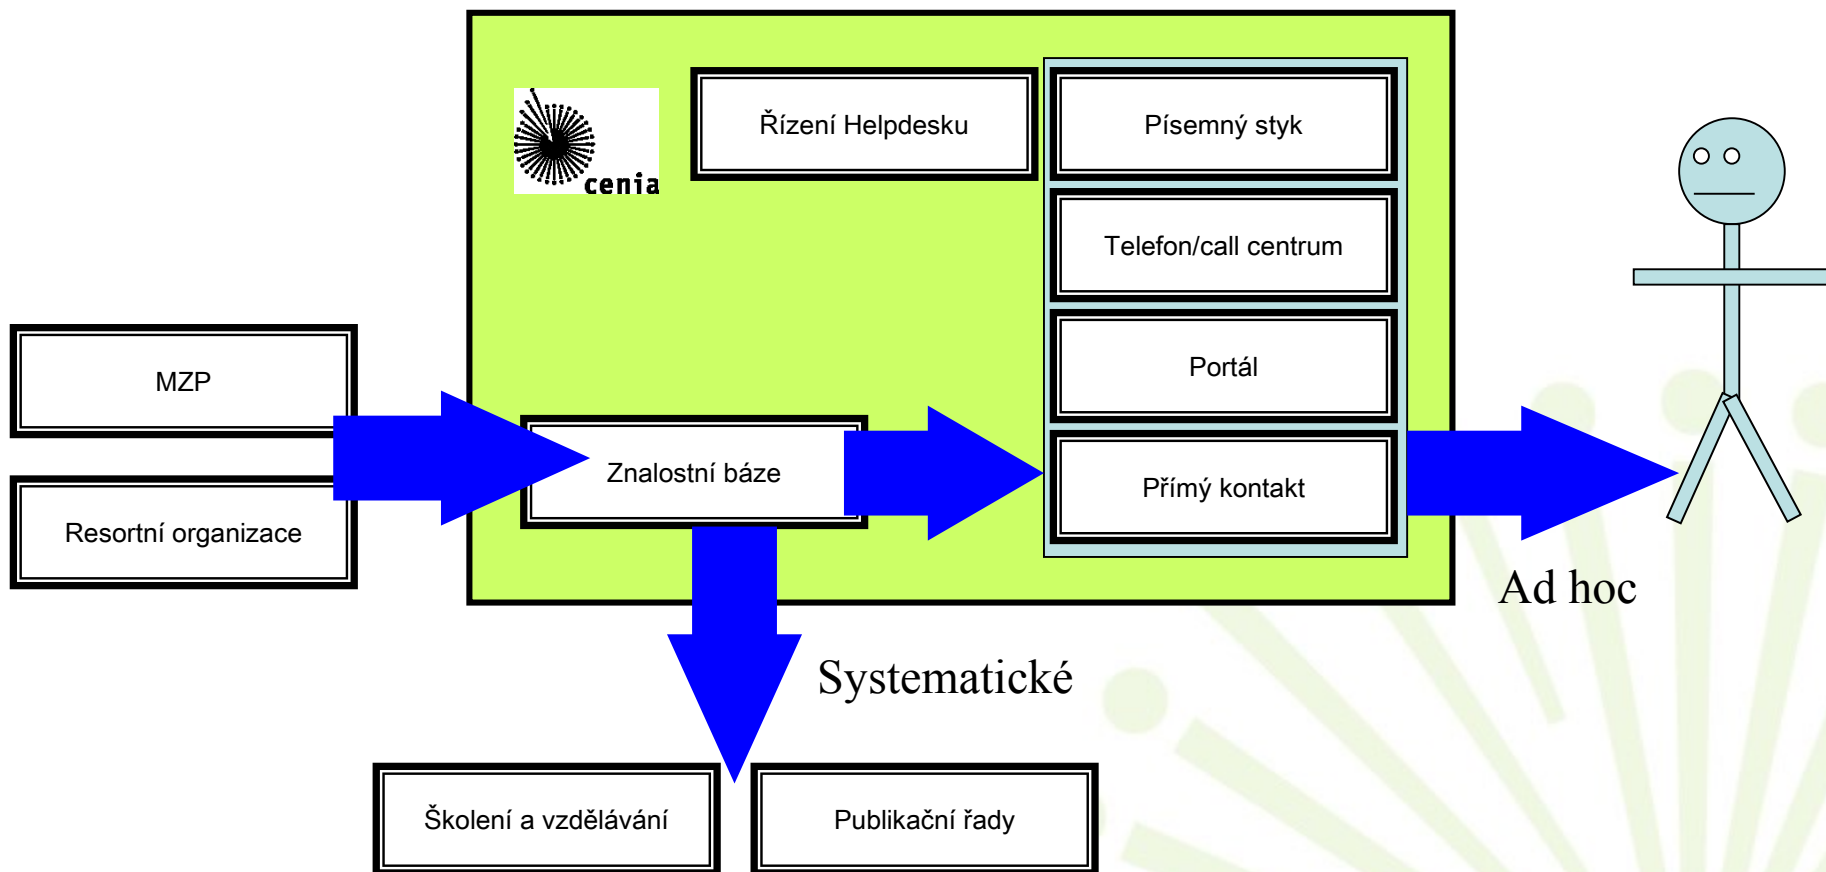 cenia
Řízení Helpdesku
Písemný styk
Telefon/call centrum
Portál
Přímý kontakt
MZP
Resortní organizace
Znalostní báze
Ad hoc
Systematické
Školení a vzdělávání
Publikační řady